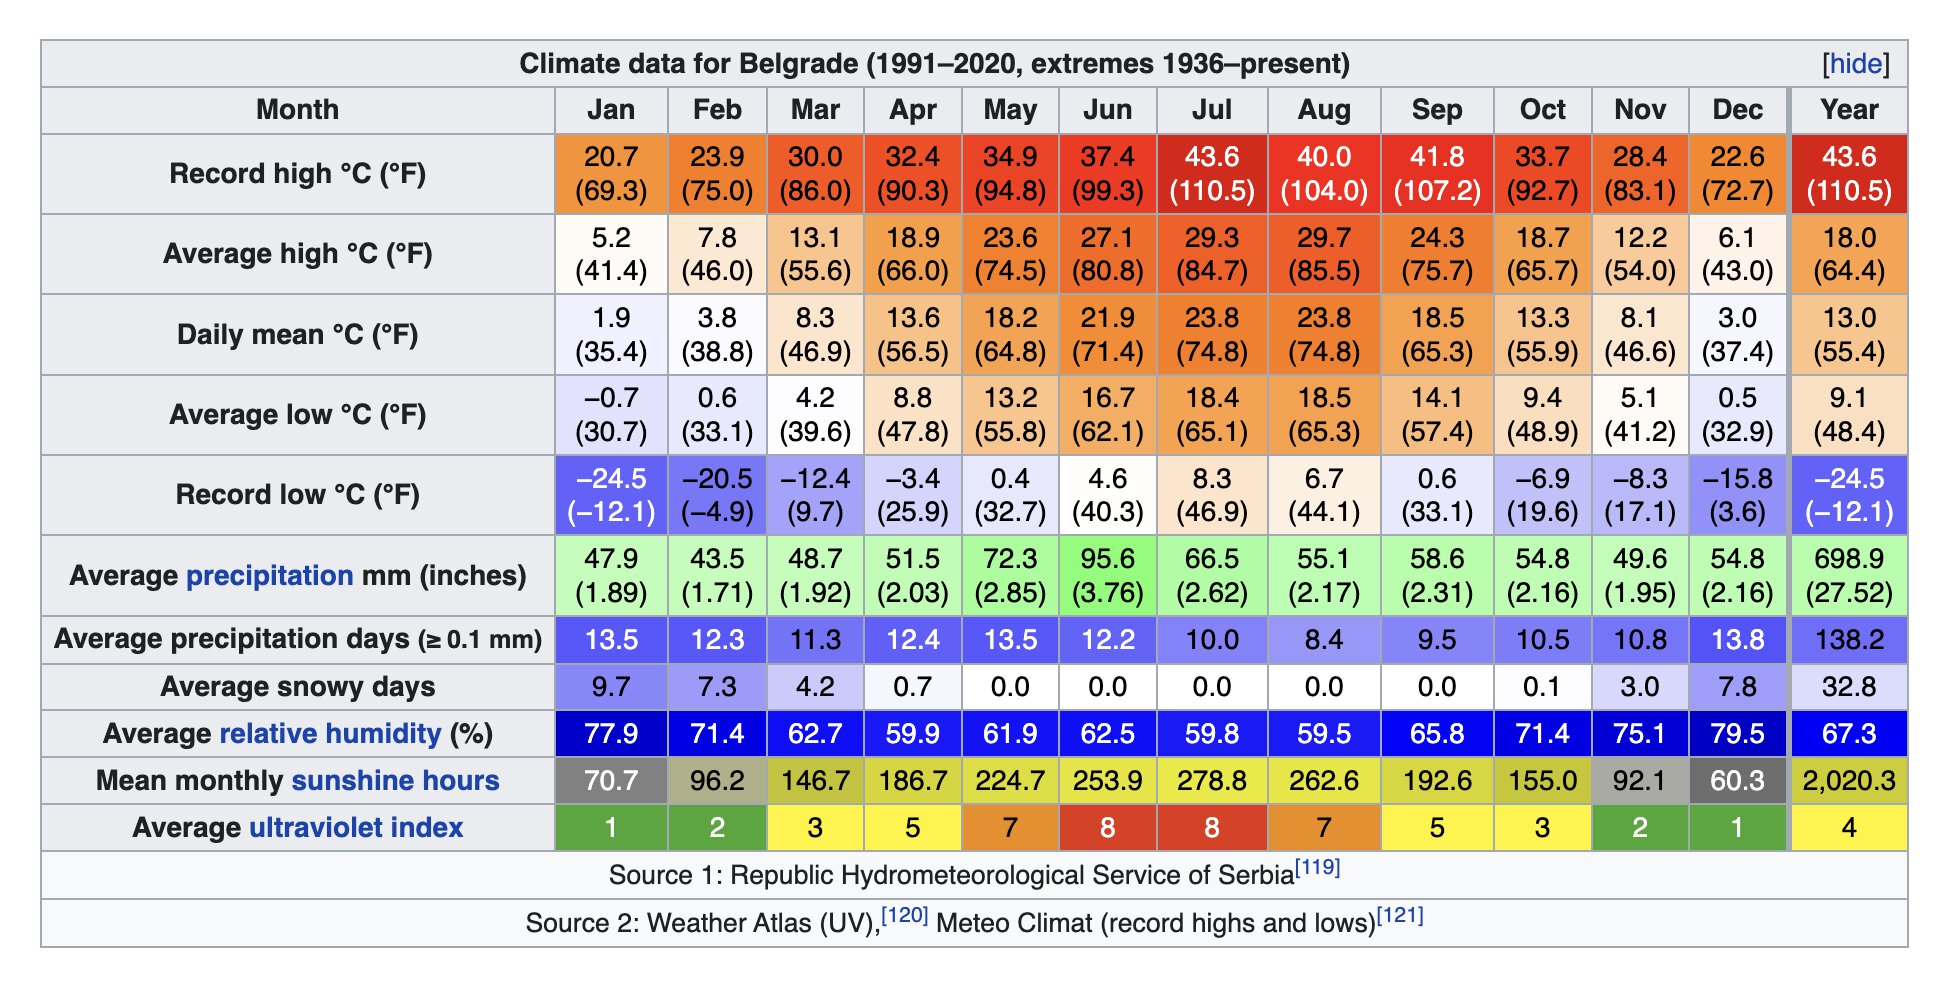 Climate data for Belgrade (1991–2020, extremes 1936–present) [hide]
Month Jan Feb Mar Apr May Jun Jul Aug Sep Oct Nov Dec Year
Record high °C (°F) 20.7 (69.3) 23.9 (75.0) 30.0 (86.0) 32.4 (90.3) 34.9 (94.8) 37.4 (99.3) 43.6 (110.5) 40.0 (104.0) 41.8 (107.2) 33.7 (92.7) 28.4 (83.1) 22.6 (72.7) 43.6 (110.5)
Average high °C (°F) 5.2 (41.4) 7.8 (46.0) 13.1 (55.6) 18.9 (66.0) 23.6 (74.5) 27.1 (80.8) 29.3 (84.7) 29.7 (85.5) 24.3 (75.7) 18.7 (65.7) 12.2 (54.0) 6.1 (43.0) 18.0 (64.4)
Daily mean °C (°F) 1.9 (35.4) 3.8 (38.8) 8.3 (46.9) 13.6 (56.5) 18.2 (64.8) 21.9 (71.4) 23.8 (74.8) 23.8 (74.8) 18.5 (65.3) 13.3 (55.9) 8.1 (46.6) 3.0 (37.4) 13.0 (55.4)
Average low °C (°F) −0.7 (30.7) 0.6 (33.1) 4.2 (39.6) 8.8 (47.8) 13.2 (55.8) 16.7 (62.1) 18.4 (65.1) 18.5 (65.3) 14.1 (57.4) 9.4 (48.9) 5.1 (41.2) 0.5 (32.9) 9.1 (48.4)
Record low °C (°F) −24.5 (−12.1) −20.5 (−4.9) −12.4 (9.7) −3.4 (25.9) 0.4 (32.7) 4.6 (40.3) 8.3 (46.9) 6.7 (44.1) 0.6 (33.1) −6.9 (19.6) −8.3 (17.1) −15.8 (3.6) −24.5 (−12.1)
Average precipitation mm (inches) 47.9 (1.89) 43.5 (1.71) 48.7 (1.92) 51.5 (2.03) 72.3 (2.85) 95.6 (3.76) 66.5 (2.62) 55.1 (2.17) 58.6 (2.31) 54.8 (2.16) 49.6 (1.95) 54.8 (2.16) 698.9 (27.52)
Average precipitation days (≥ 0.1 mm) 13.5 12.3 11.3 12.4 13.5 12.2 10.0 8.4 9.5 10.5 10.8 13.8 138.2
Average snowy days 9.7 7.3 4.2 0.7 0.0 0.0 0.0 0.0 0.0 0.1 3.0 7.8 32.8
Average relative humidity (%) 77.9 71.4 62.7 59.9 61.9 62.5 59.8 59.5 65.8 71.4 75.1 79.5 67.3
Mean monthly sunshine hours 70.7 96.2 146.7 186.7 224.7 253.9 278.8 262.6 192.6 155.0 92.1 60.3 2,020.3
Average ultraviolet index 1 2 3 5 7 8 8 7 5 3 2 1 4
Source 1: Republic Hydrometeorological Service of Serbia[119]
Source 2: Weather Atlas (UV),[120] Meteo Climat (record highs and lows)[121]